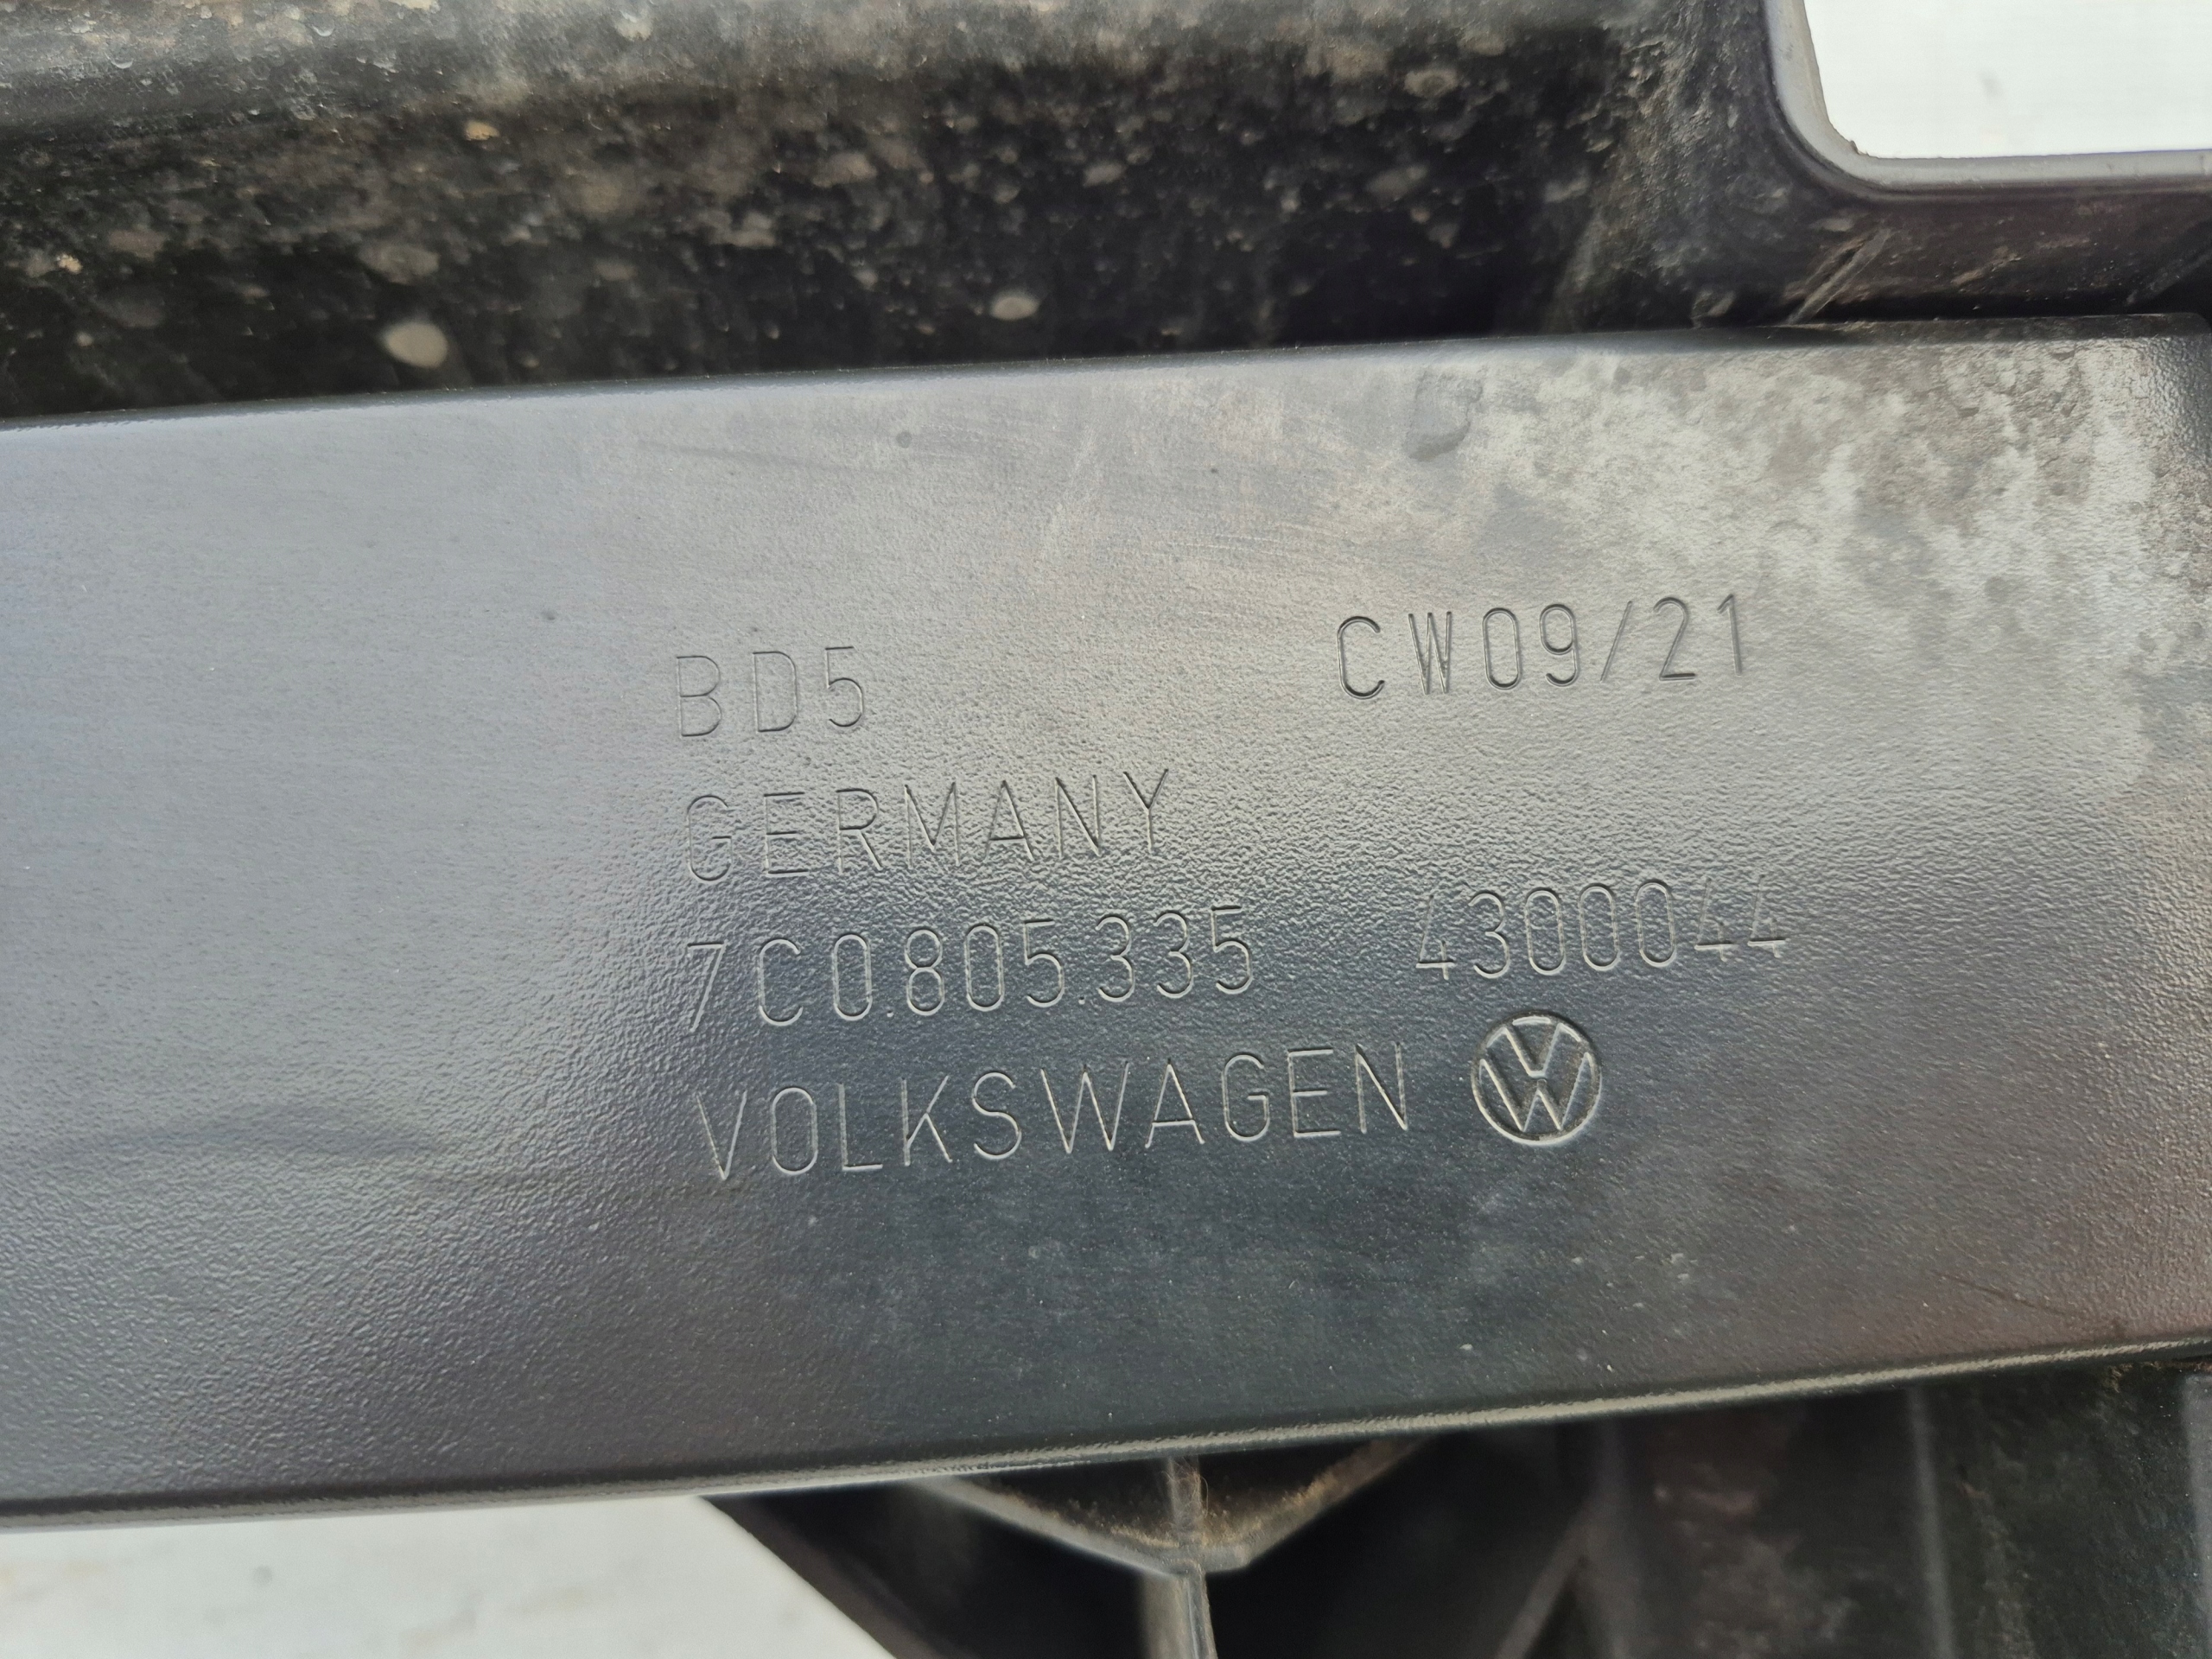 BD5 CW09/21
GERMANY
7C0.805.335 4300044
VOLKSWAGEN